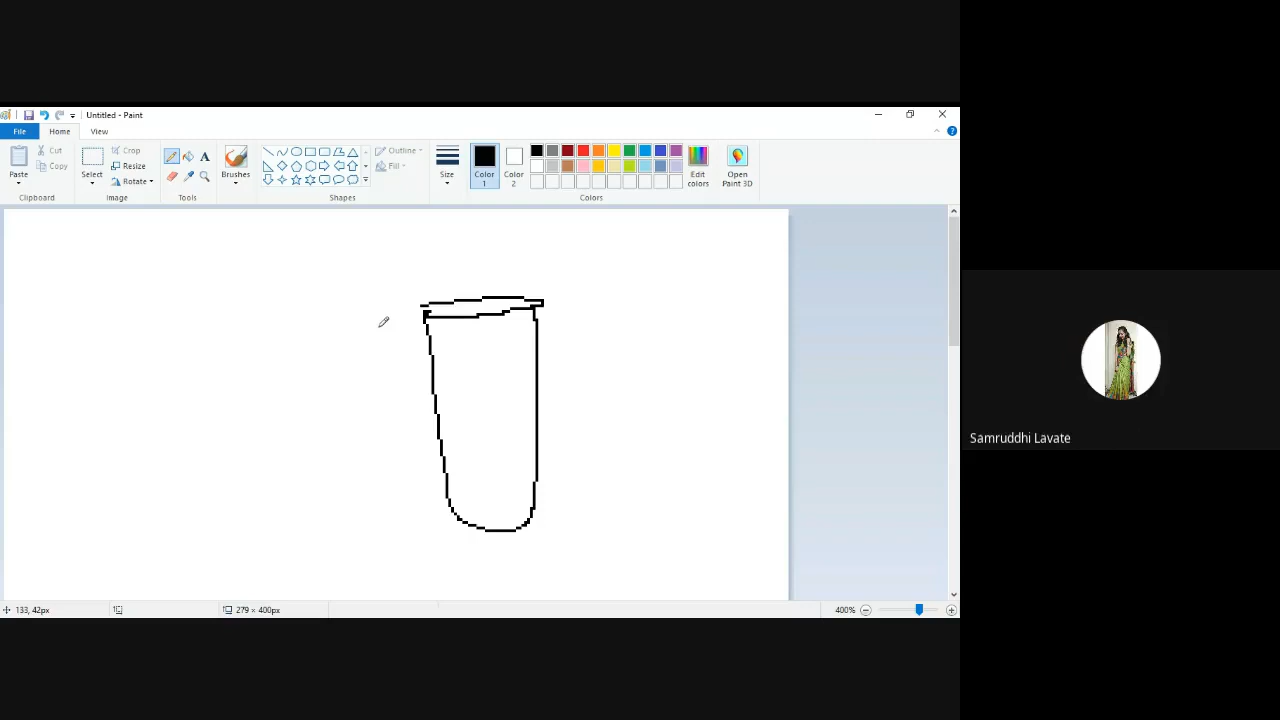 Untitled - Paint
File Home View
Paste
Cut
Copy
Clipboard
Select
Crop
Resize
Rotate
Image
A
Tools
Brushes
Outline
Fill
Shapes
Size
Color 1
Color 2
Edit colors
Colors
Open Paint 3D
Samruddhi Lavate
133, 42px
279 × 400px
400%